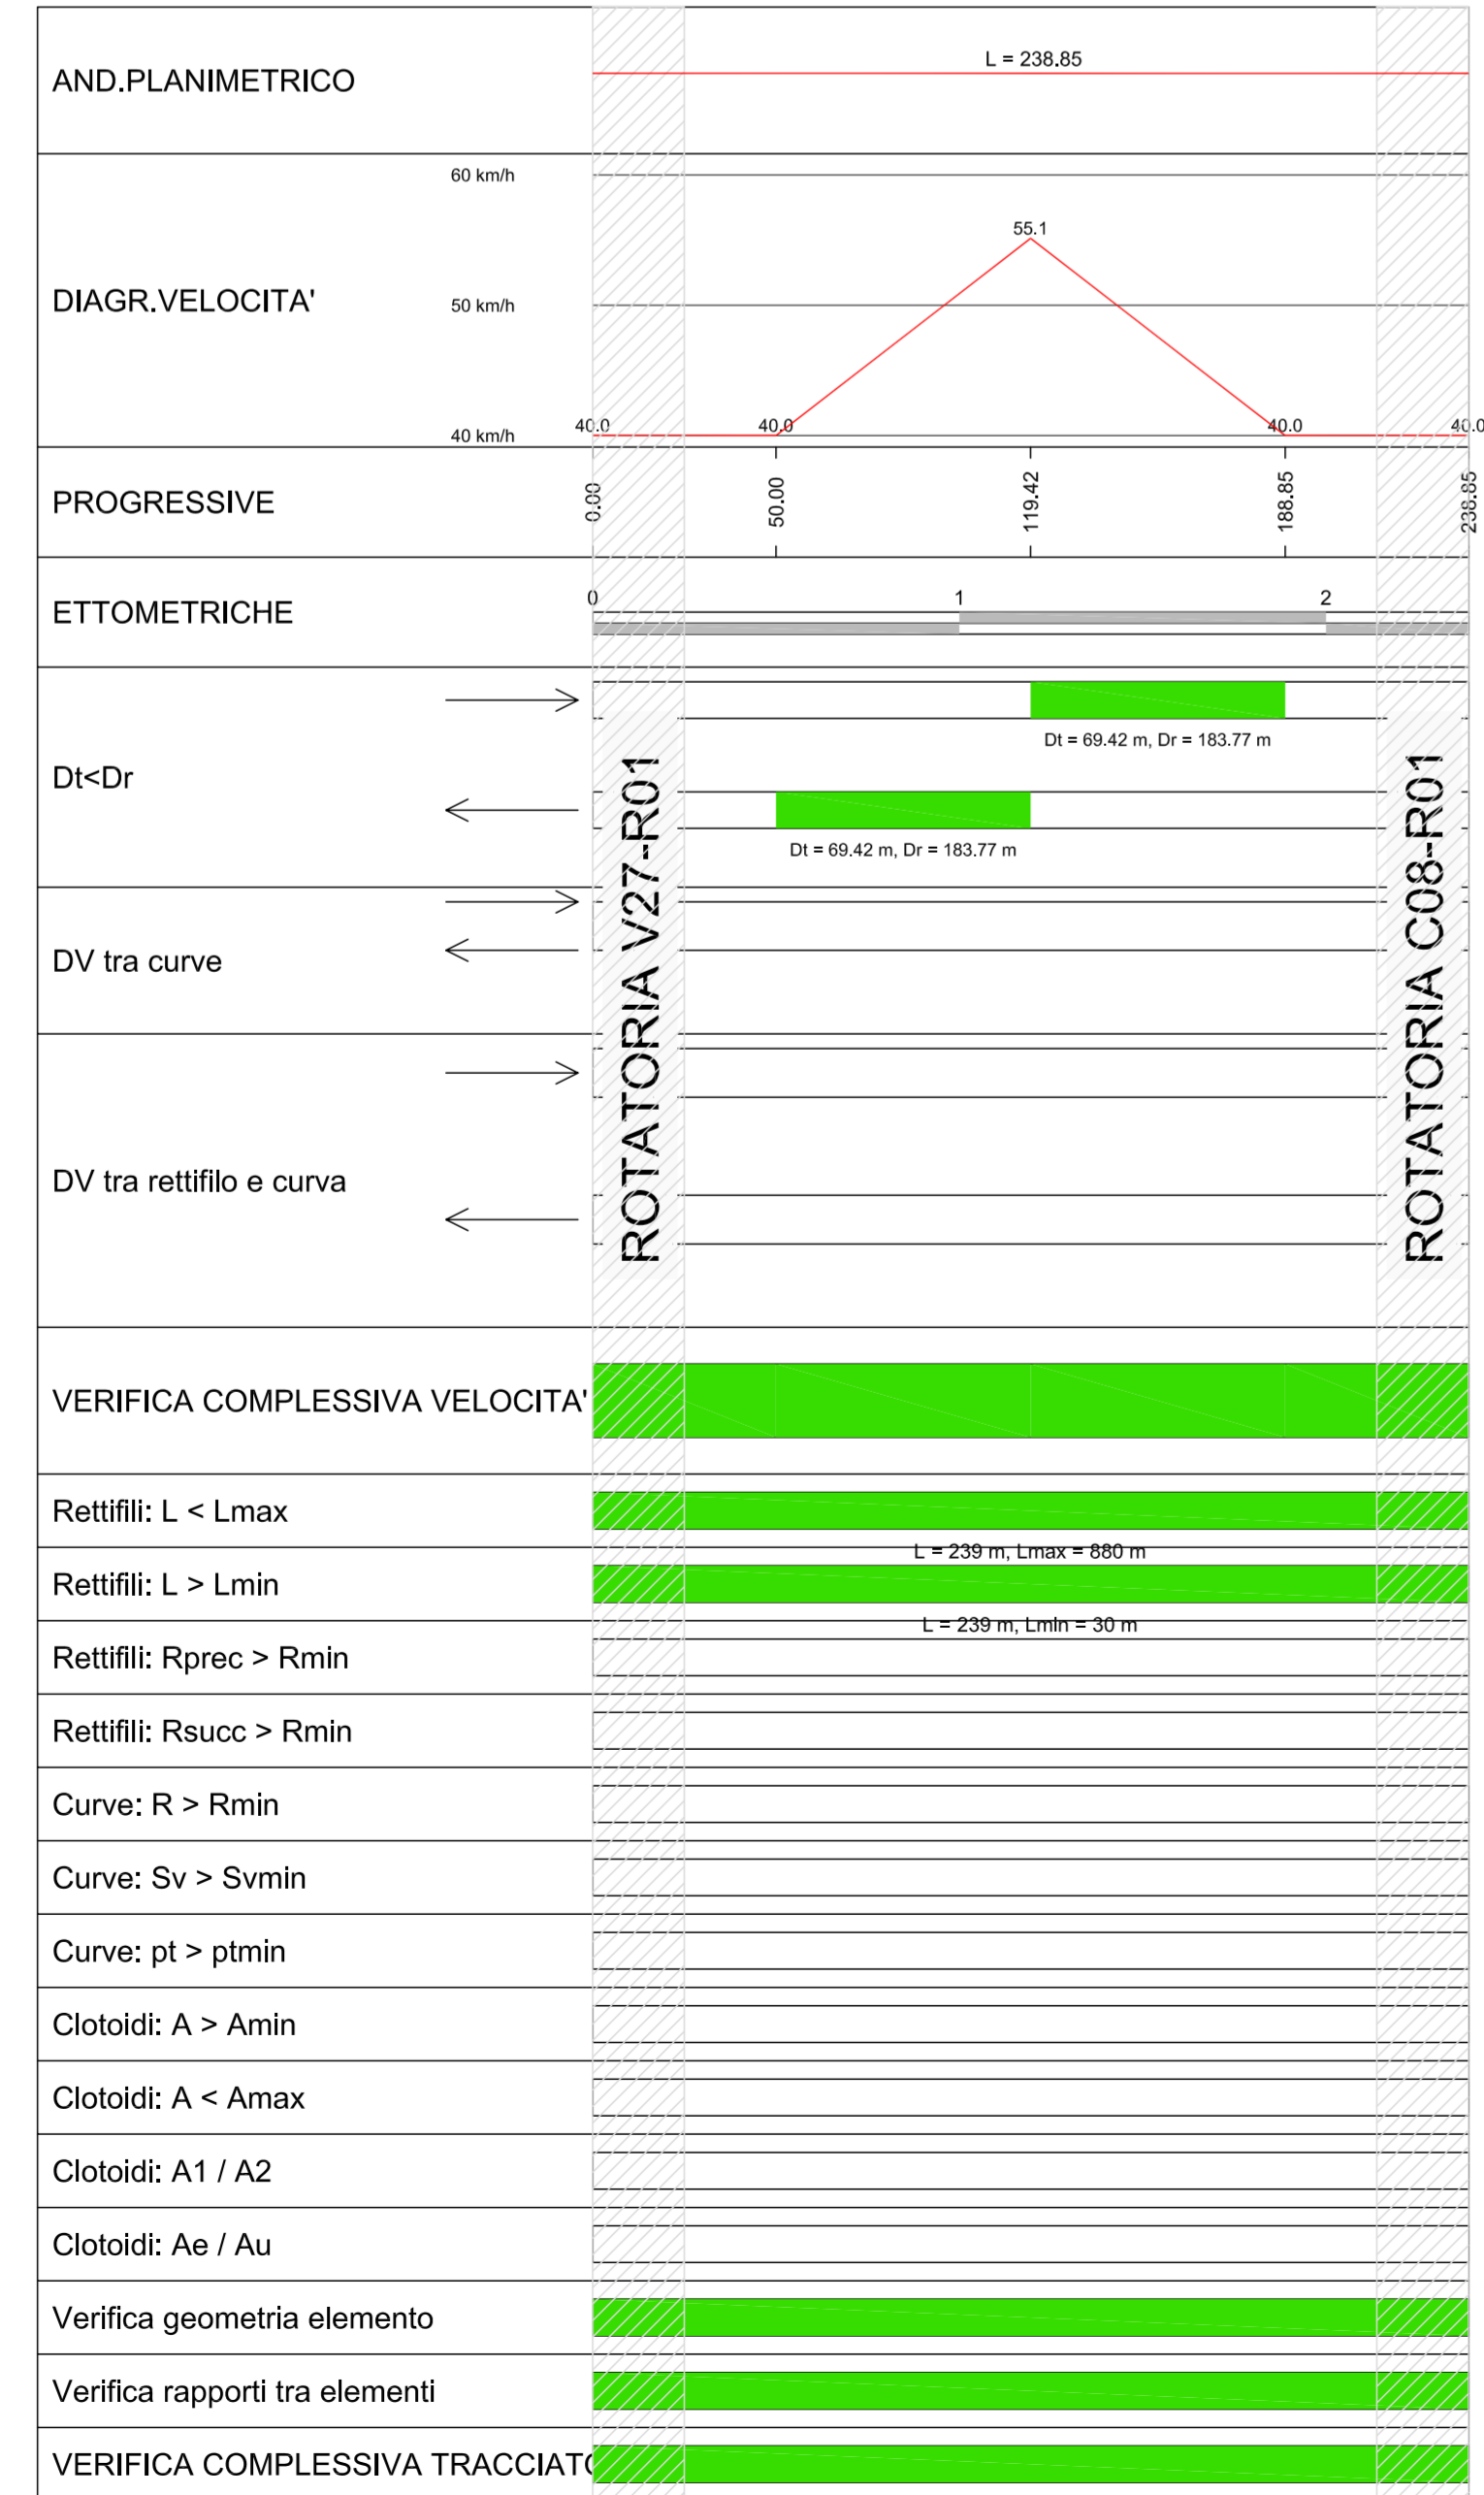 AND.PLANIMETRICO
L = 238.85
DIAGR.VELOCITA'
60 km/h
50 km/h
40 km/h
55.1
40.0
40.0
40.0
40.0
PROGRESSIVE
0.00
50.00
119.42
188.85
238.85
ETTOMETRICHE
0
1
2
Dt<Dr
Dt = 69.42 m, Dr = 183.77 m
Dt = 69.42 m, Dr = 183.77 m
ROTATORIA V27-R01
ROTATORIA C08-R01
DV tra curve
DV tra rettifilo e curva
VERIFICA COMPLESSIVA VELOCITA'
Rettifili: L < Lmax
L = 239 m, Lmax = 880 m
Rettifili: L > Lmin
L = 239 m, Lmin = 30 m
Rettifili: Rprec > Rmin
Rettifili: Rsucc > Rmin
Curve: R > Rmin
Curve: Sv > Svmin
Curve: pt > ptmin
Clotoidi: A > Amin
Clotoidi: A < Amax
Clotoidi: A1 / A2
Clotoidi: Ae / Au
Verifica geometria elemento
Verifica rapporti tra elementi
VERIFICA COMPLESSIVA TRACCIATO